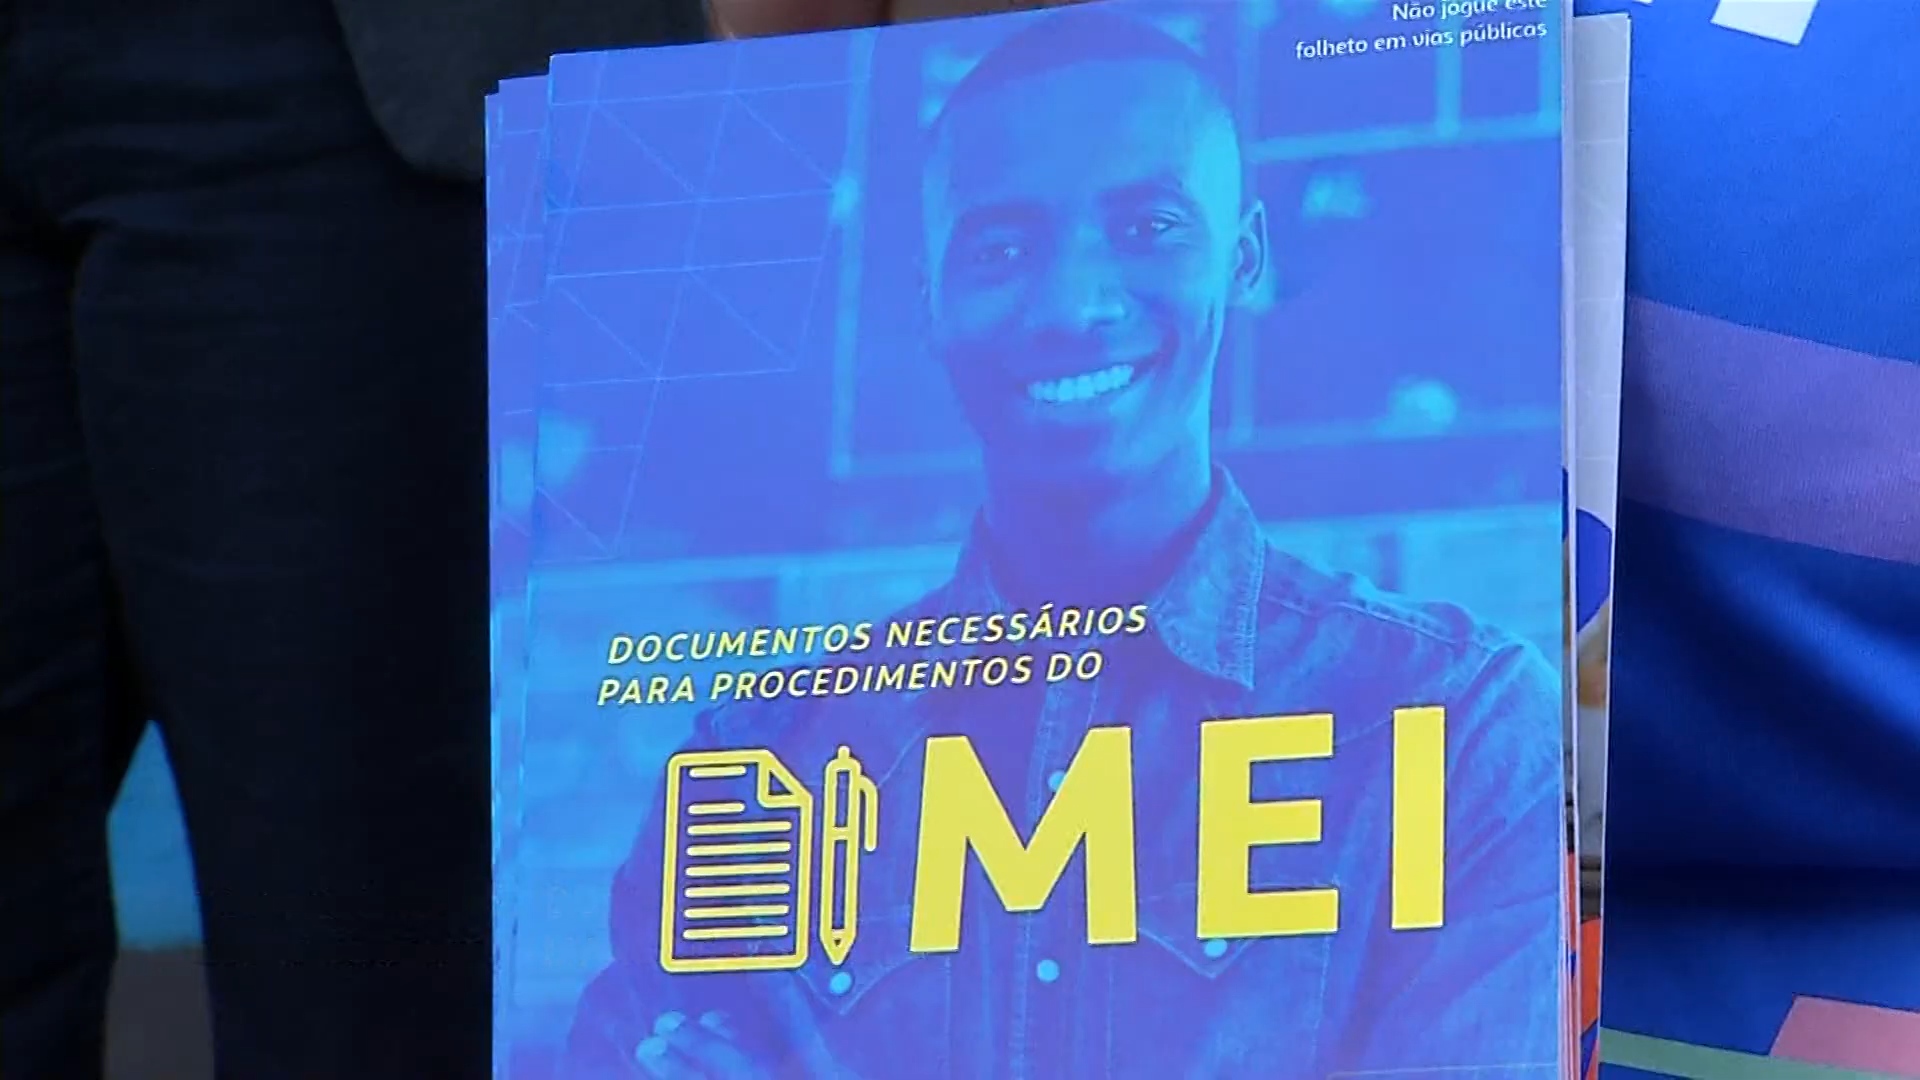 Não jogue este
folheto em vias públicas
DOCUMENTOS NECESSÁRIOS
PARA PROCEDIMENTOS DO
MEI